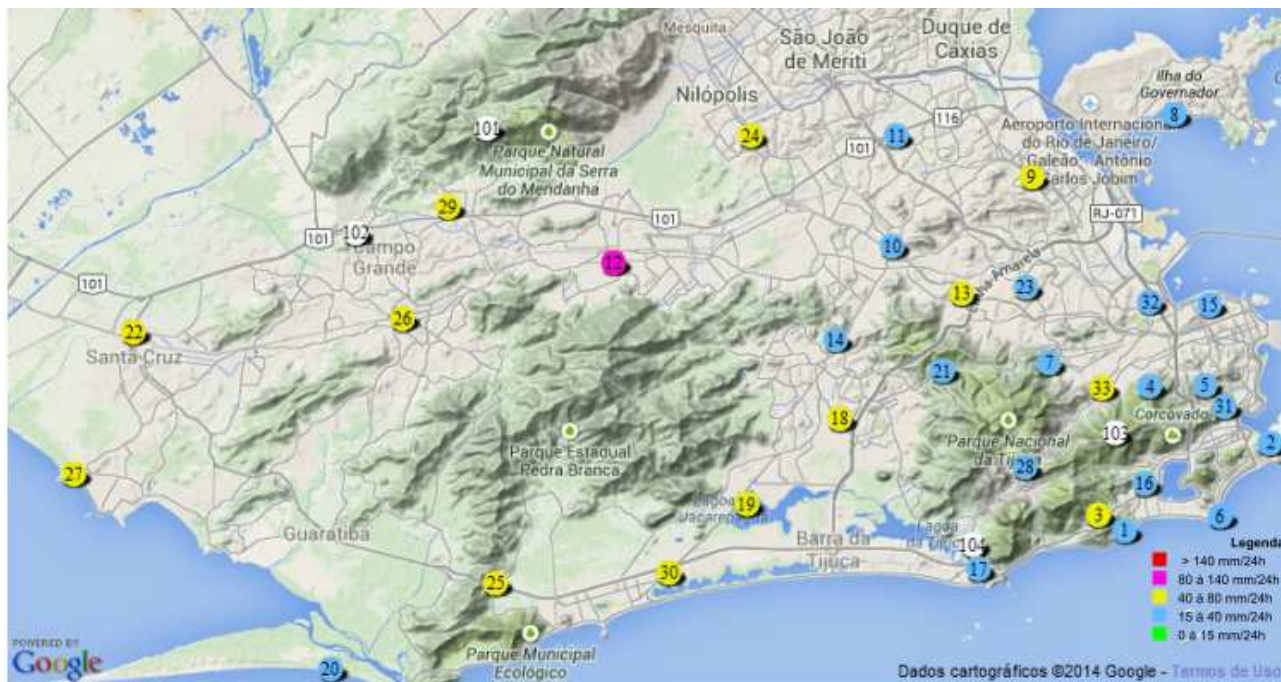 Mesquita
São João
de Meriti
Duque de
Caxias
Nilópolis
Ilha do
Governador
8
101
24
11
116
101
Parque Natural
Municipal da Serra
do Mendanha
Aeroporto Internacional
do Rio de Janeiro/
Galeão
Antônio
Carlos Jobim
9
29
101
RJ-071
102
101
Campo
Grande
12
10
Linha Amarela
101
13
23
32
15
22
26
Santa Cruz
14
21
7
33
4
5
31
Corcovado
18
103
Parque Nacional
da Tijuca
2
Parque Estadual
Pedra Branca
27
28
16
19
Lagoa
3
1
6
Guaratiba
Barra da
Tijuca
Lagoa
104
17
30
25
Legenda
> 140 mm/24h
80 à 140 mm/24h
40 à 80 mm/24h
15 à 40 mm/24h
0 à 15 mm/24h
POWERED BY
Google
20
Parque Municipal
Ecológico
Dados cartográficos ©2014 Google - Termos de Uso